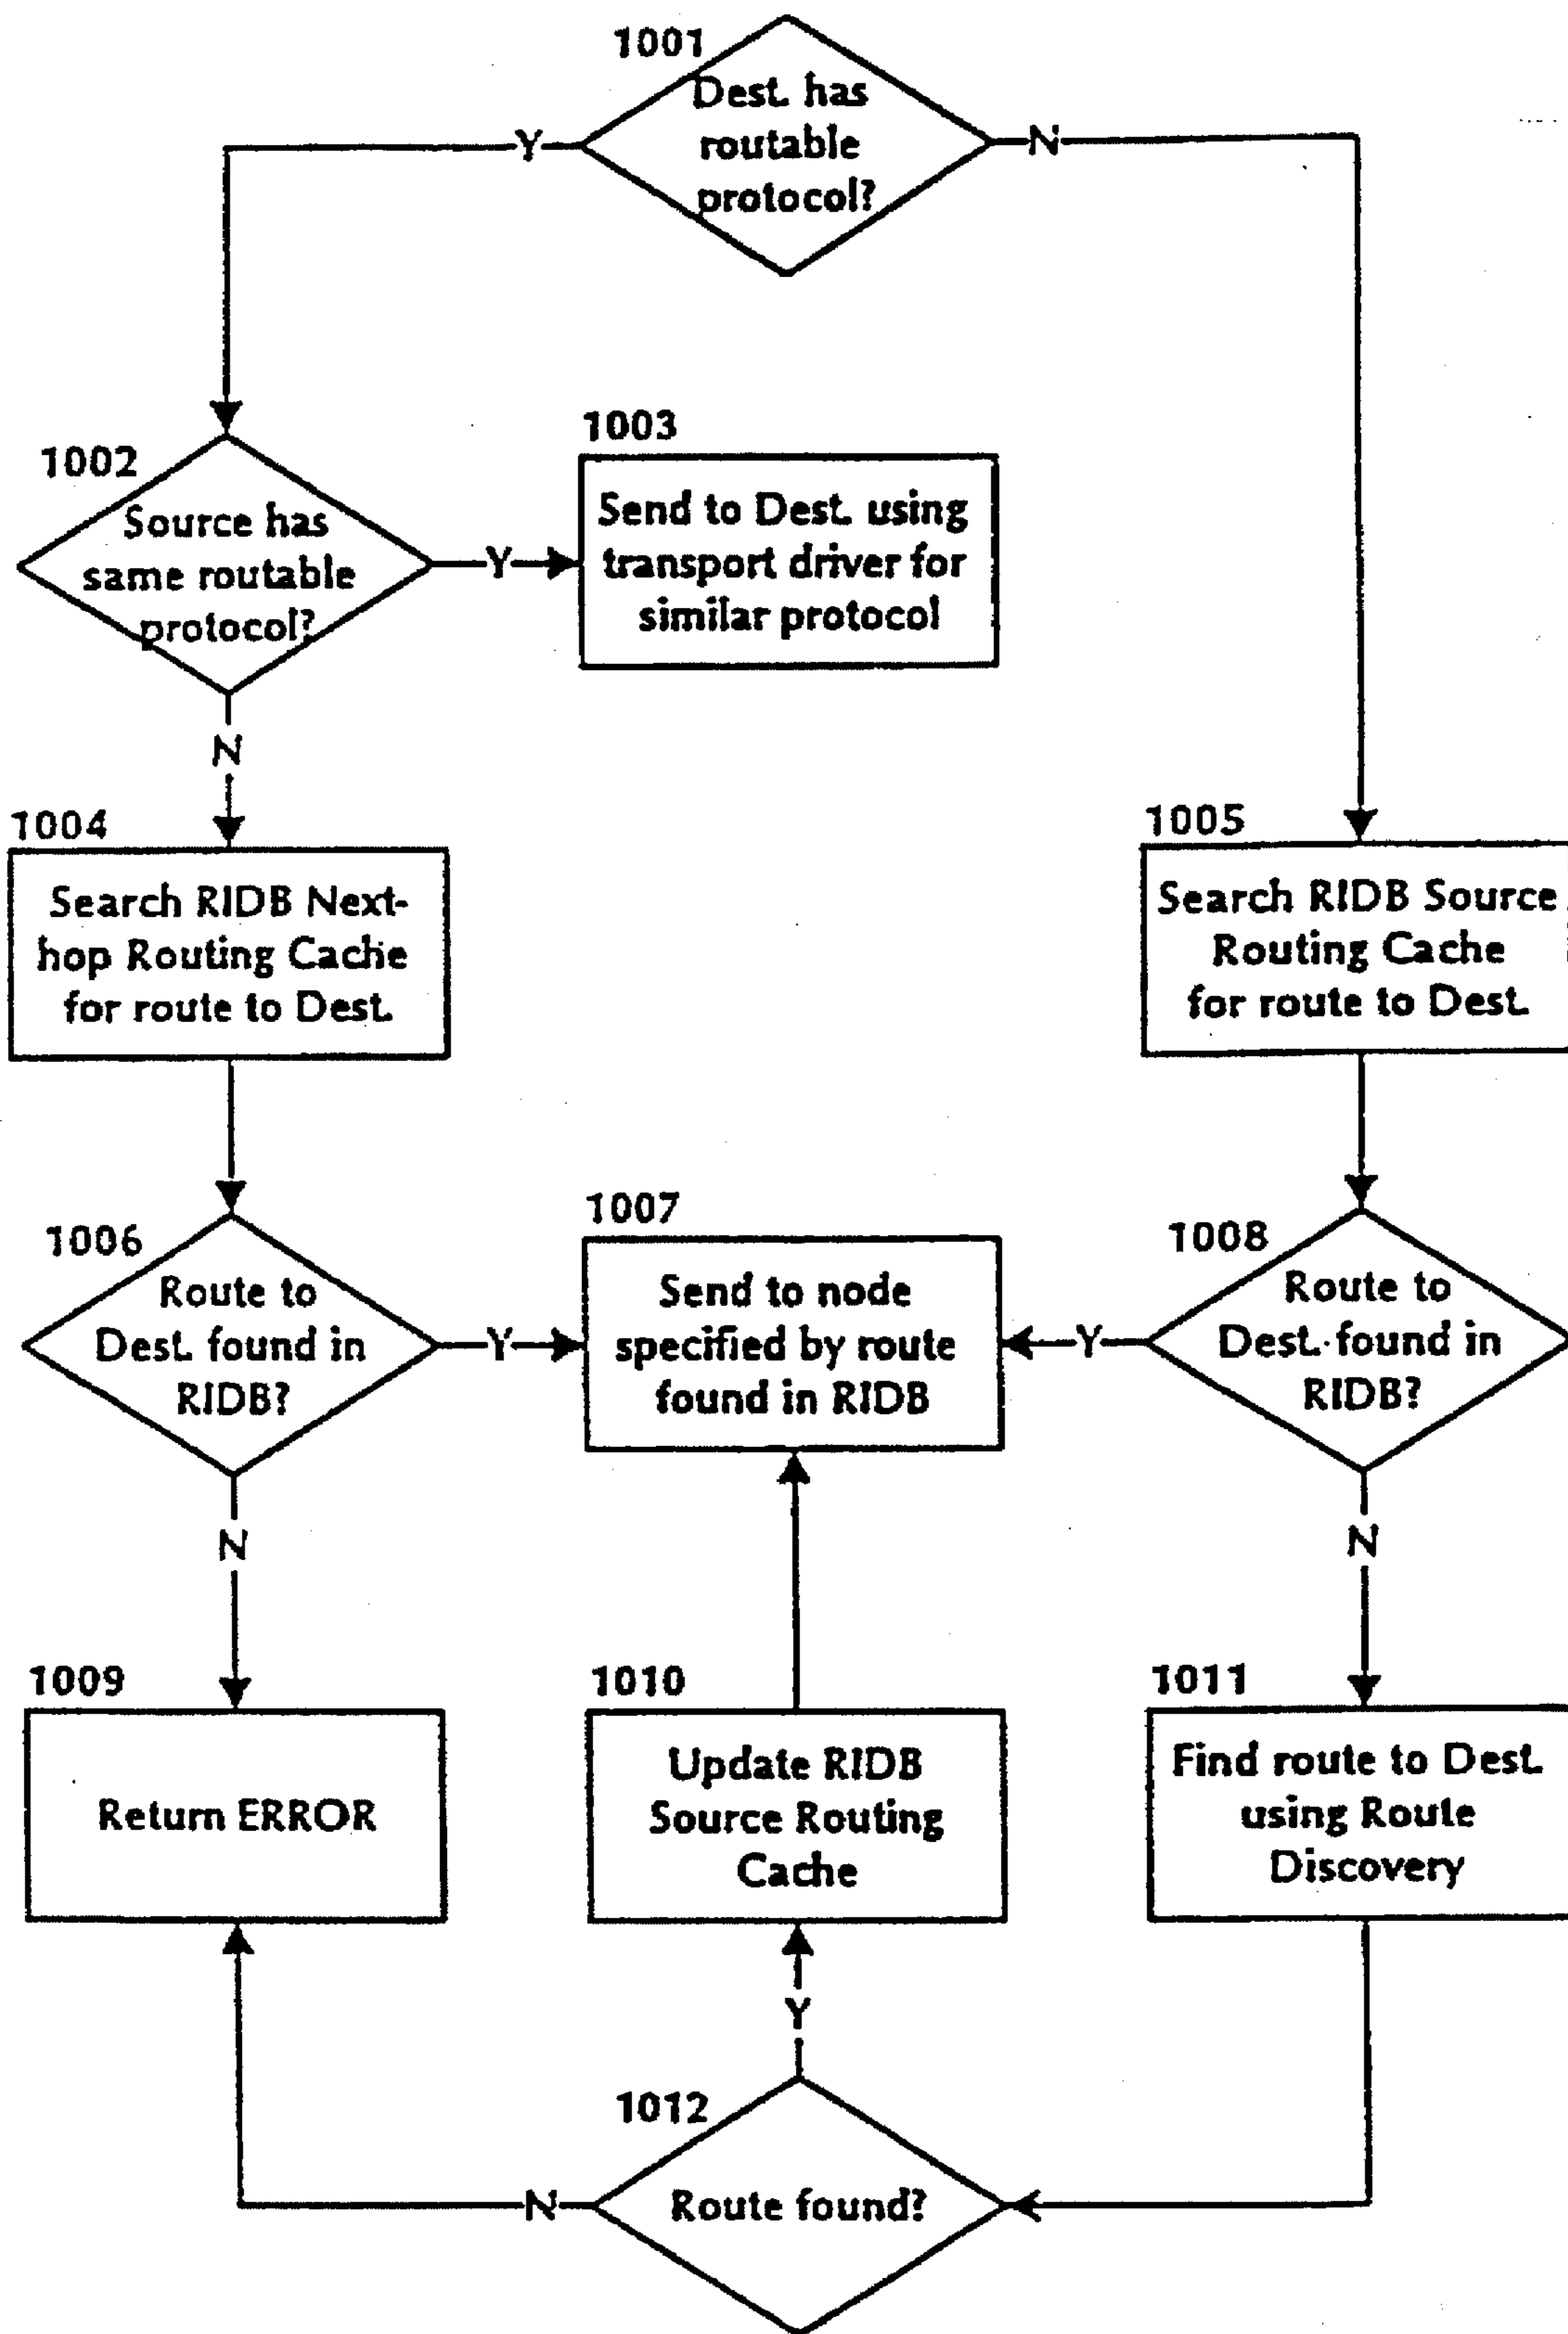 1001
Dest. has
routable
protocol?
Y
N
1002
Source has
same routable
protocol?
Y
1003
Send to Dest. using
transport driver for
similar protocol
N
1004
Search RIDB Next-
hop Routing Cache
for route to Dest.
1005
Search RIDB Source
Routing Cache
for route to Dest.
1006
Route to
Dest. found in
RIDB?
Y
1007
Send to node
specified by route
found in RIDB
Y
1008
Route to
Dest. found in
RIDB?
N
N
1009
Return ERROR
1010
Update RIDB
Source Routing
Cache
1011
Find route to Dest.
using Route
Discovery
Y
1012
Route found?
N